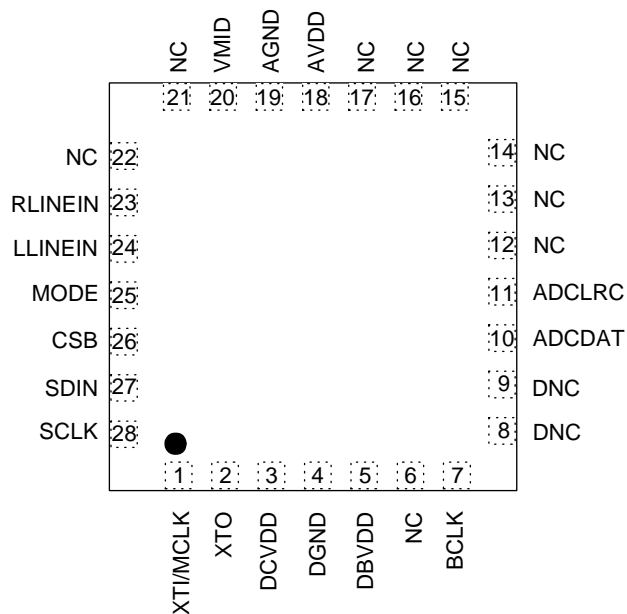 NC VMID AGND AVDD NC NC NC
21 20 19 18 17 16 15
NC 22 14 NC
RLINEIN 23 13 NC
LLINEIN 24 12 NC
MODE 25 11 ADCLRC
CSB 26 10 ADCDAT
SDIN 27 9 DNC
SCLK 28 8 DNC
1 2 3 4 5 6 7
XTI/MCLK XTO DCVDD DGND DBVDD NC BCLK